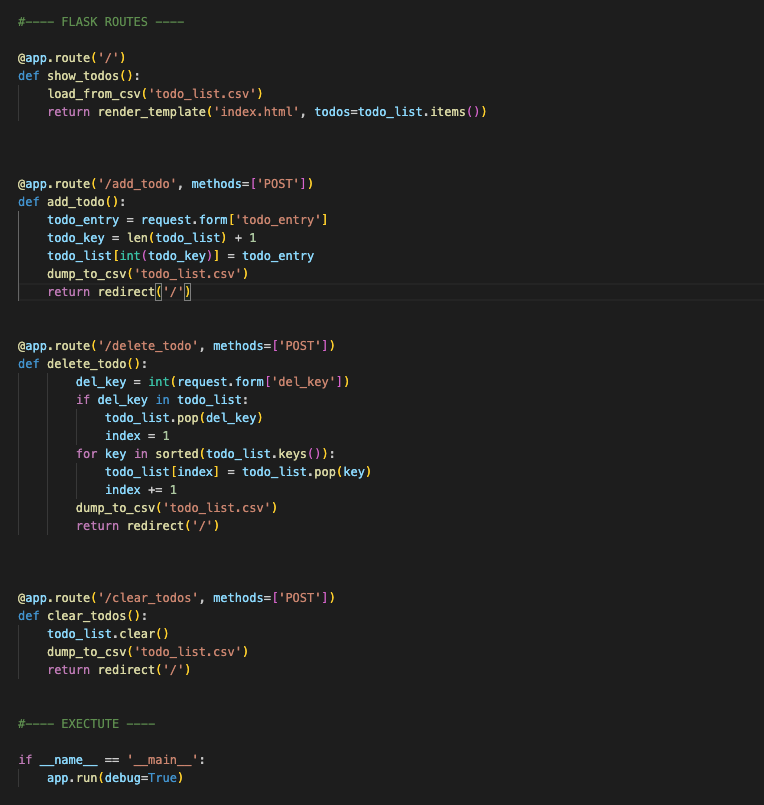 #---- FLASK ROUTES ----
@app.route('/')
def show_todos():
    load_from_csv('todo_list.csv')
    return render_template('index.html', todos=todo_list.items())
@app.route('/add_todo', methods=['POST'])
def add_todo():
    todo_entry = request.form['todo_entry']
    todo_key = len(todo_list) + 1
    todo_list[int(todo_key)] = todo_entry
    dump_to_csv('todo_list.csv')
    return redirect('/')
@app.route('/delete_todo', methods=['POST'])
def delete_todo():
        del_key = int(request.form['del_key'])
        if del_key in todo_list:
            todo_list.pop(del_key)
            index = 1
        for key in sorted(todo_list.keys()):
            todo_list[index] = todo_list.pop(key)
            index += 1
        dump_to_csv('todo_list.csv')
        return redirect('/')
@app.route('/clear_todos', methods=['POST'])
def clear_todos():
    todo_list.clear()
    dump_to_csv('todo_list.csv')
    return redirect('/')
#---- EXECTUTE ----
if __name__ == '__main__':
    app.run(debug=True)